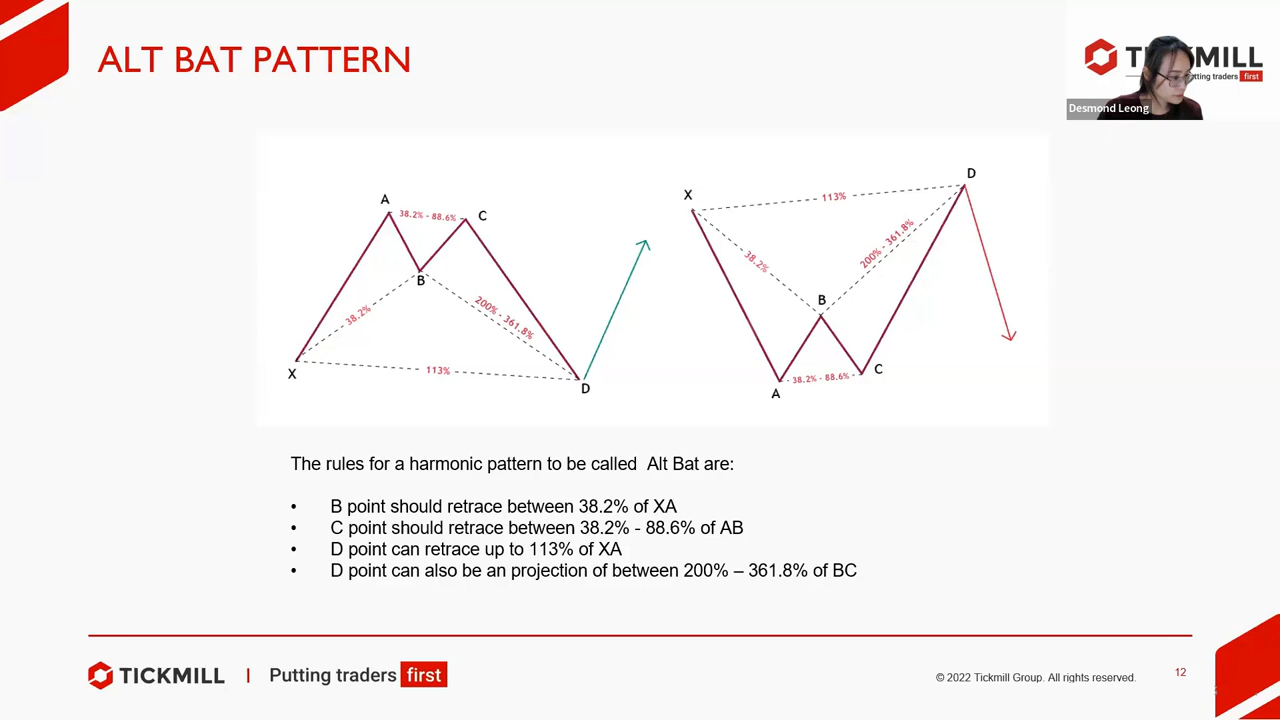 ALT BAT PATTERN
TICKMILL
Putting traders first
Desmond Leong
A
38.2% - 88.6%
C
B
38.2%
200% - 361.8%
X
113%
D
X
113%
D
38.2%
200% - 361.8%
B
A
38.2% - 88.6%
C
The rules for a harmonic pattern to be called Alt Bat are:
• B point should retrace between 38.2% of XA
• C point should retrace between 38.2% - 88.6% of AB
• D point can retrace up to 113% of XA
• D point can also be an projection of between 200% – 361.8% of BC
TICKMILL | Putting traders first
© 2022 Tickmill Group. All rights reserved.
12